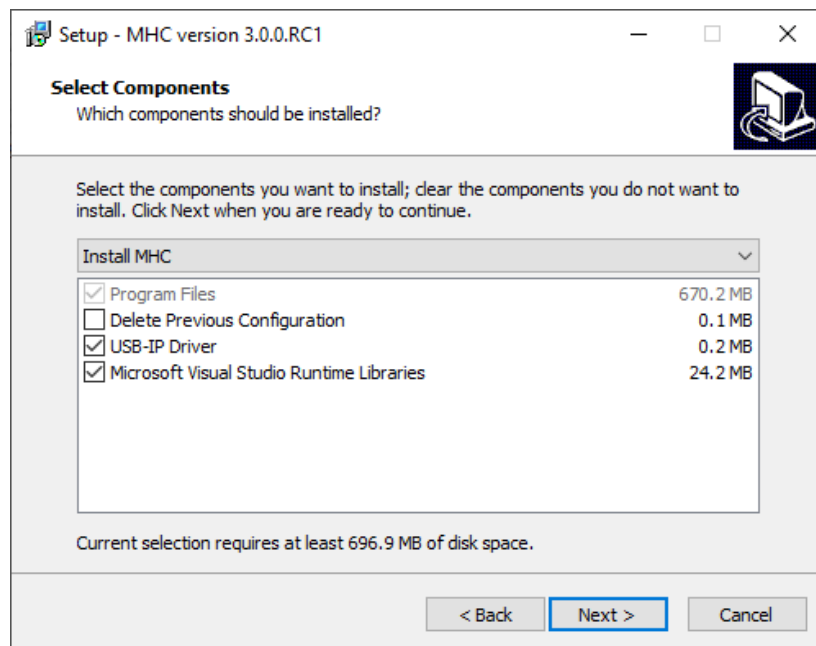 Setup - MHC version 3.0.0.RC1
Select Components
Which components should be installed?
Select the components you want to install; clear the components you do not want to
install. Click Next when you are ready to continue.
Install MHC
Program Files 670.2 MB
Delete Previous Configuration 0.1 MB
USB-IP Driver 0.2 MB
Microsoft Visual Studio Runtime Libraries 24.2 MB
Current selection requires at least 696.9 MB of disk space.
< Back Next > Cancel